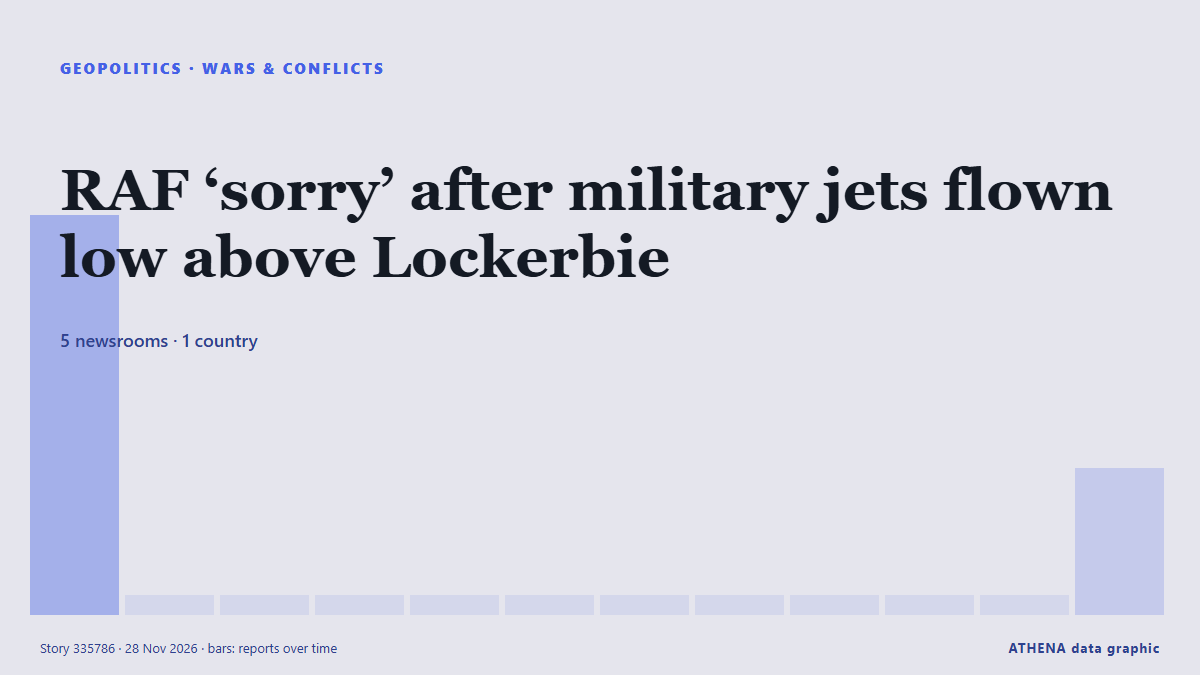 GEOPOLITICS · WARS & CONFLICTS
RAF ‘sorry’ after military jets flown
low above Lockerbie
5 newsrooms · 1 country
Story 335786 · 28 Nov 2026 · bars: reports over time
ATHENA data graphic